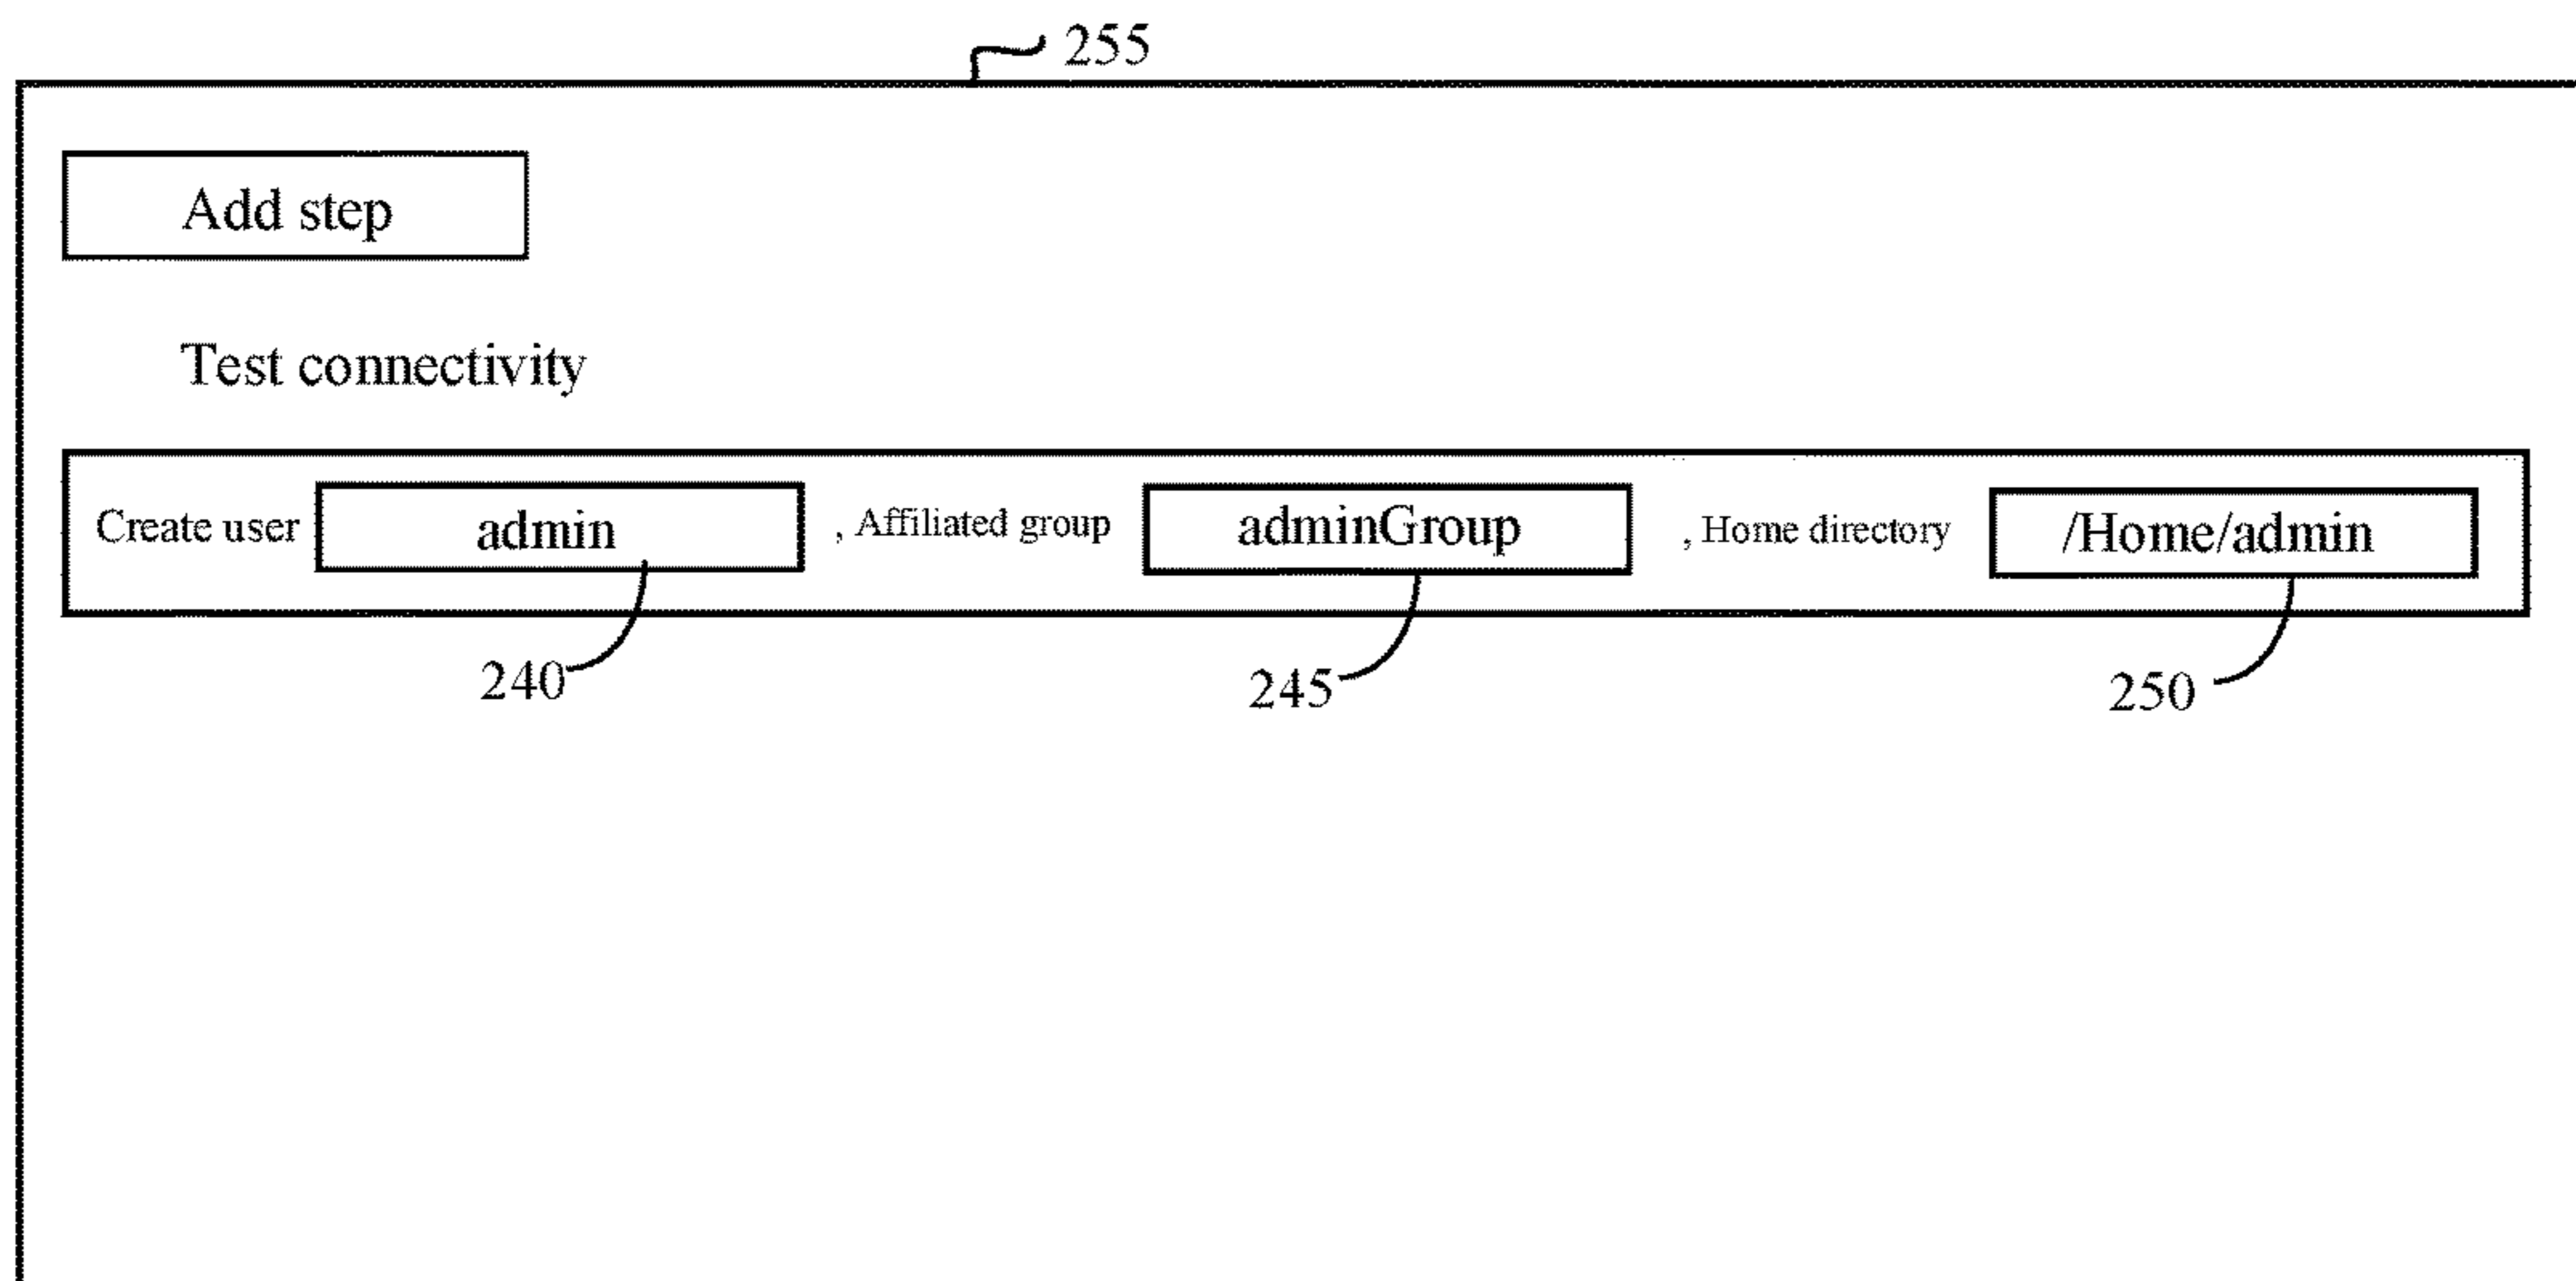 255
Add step
Test connectivity
Create user admin , Affiliated group adminGroup , Home directory /Home/admin
240 245 250